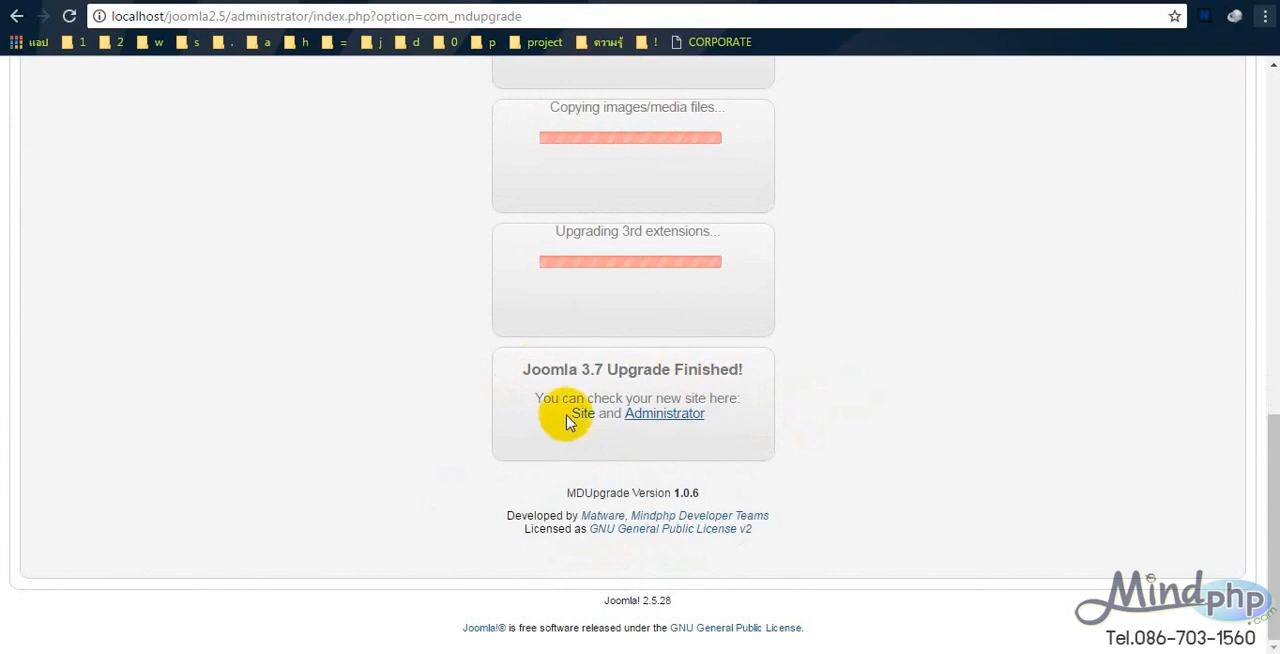 localhost/joomla2.5/administrator/index.php?option=com_mdupgrade
แอป 1 2 w s . a h = j d 0 p project ความรู้ ! CORPORATE
Copying images/media files...
Upgrading 3rd extensions...
Joomla 3.7 Upgrade Finished!
You can check your new site here:
Site and Administrator
MDUpgrade Version 1.0.6
Developed by Matware, Mindphp Developer Teams
Licensed as GNU General Public License v2
Joomla! 2.5.28
Joomla!® is free software released under the GNU General Public License.
Mindphp.com
Tel.086-703-1560